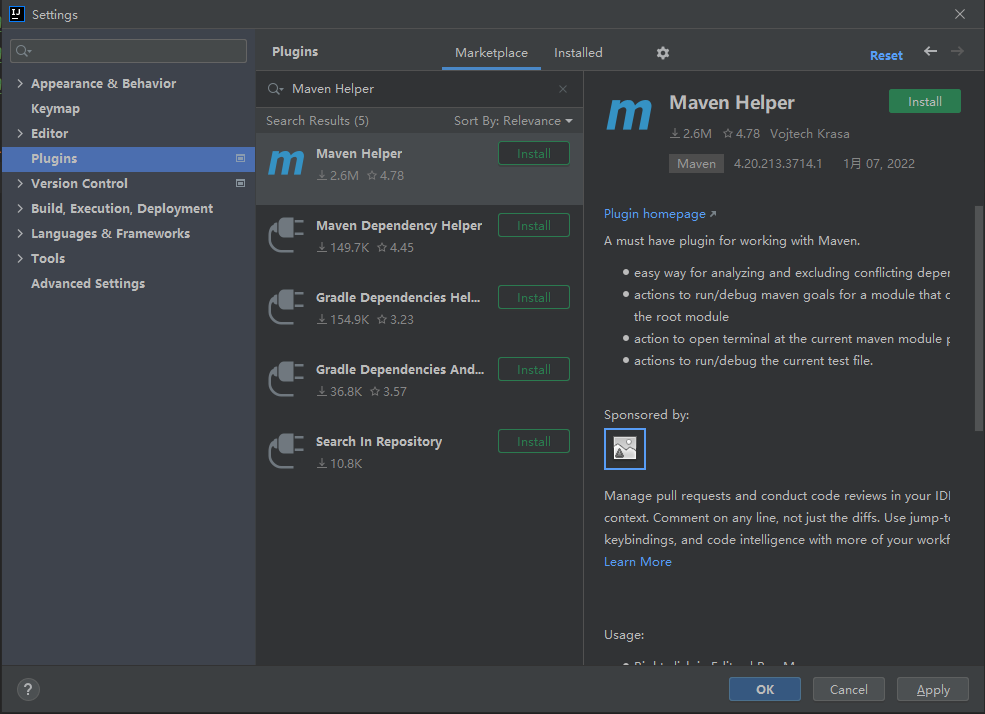 Settings
Appearance & Behavior
Keymap
Editor
Plugins
Version Control
Build, Execution, Deployment
Languages & Frameworks
Tools
Advanced Settings
Plugins
Marketplace
Installed
Reset
Maven Helper
Search Results (5)
Sort By: Relevance
Maven Helper
Install
2.6M
4.78
Maven Dependency Helper
Install
149.7K
4.45
Gradle Dependencies Hel...
Install
154.9K
3.23
Gradle Dependencies And...
Install
36.8K
3.57
Search In Repository
Install
10.8K
Maven Helper
Install
2.6M
4.78
Vojtech Krasa
Maven
4.20.213.3714.1
1月 07, 2022
Plugin homepage
A must have plugin for working with Maven.
easy way for analyzing and excluding conflicting
actions to run/debug maven goals for a module that
the root module
action to open terminal at the current maven module
actions to run/debug the current test file.
Sponsored by:
Manage pull requests and conduct code reviews in your
context. Comment on any line, not just the diffs. Use
keybindings, and code intelligence with more of your
Learn More
Usage:
?
OK
Cancel
Apply